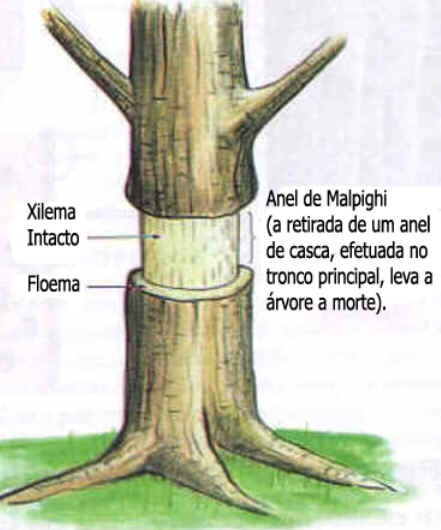 Xilema
Intacto
Floema
Anel de Malpighi
(a retirada de um anel
de casca, efetuada no
tronco principal, leva a
árvore a morte).